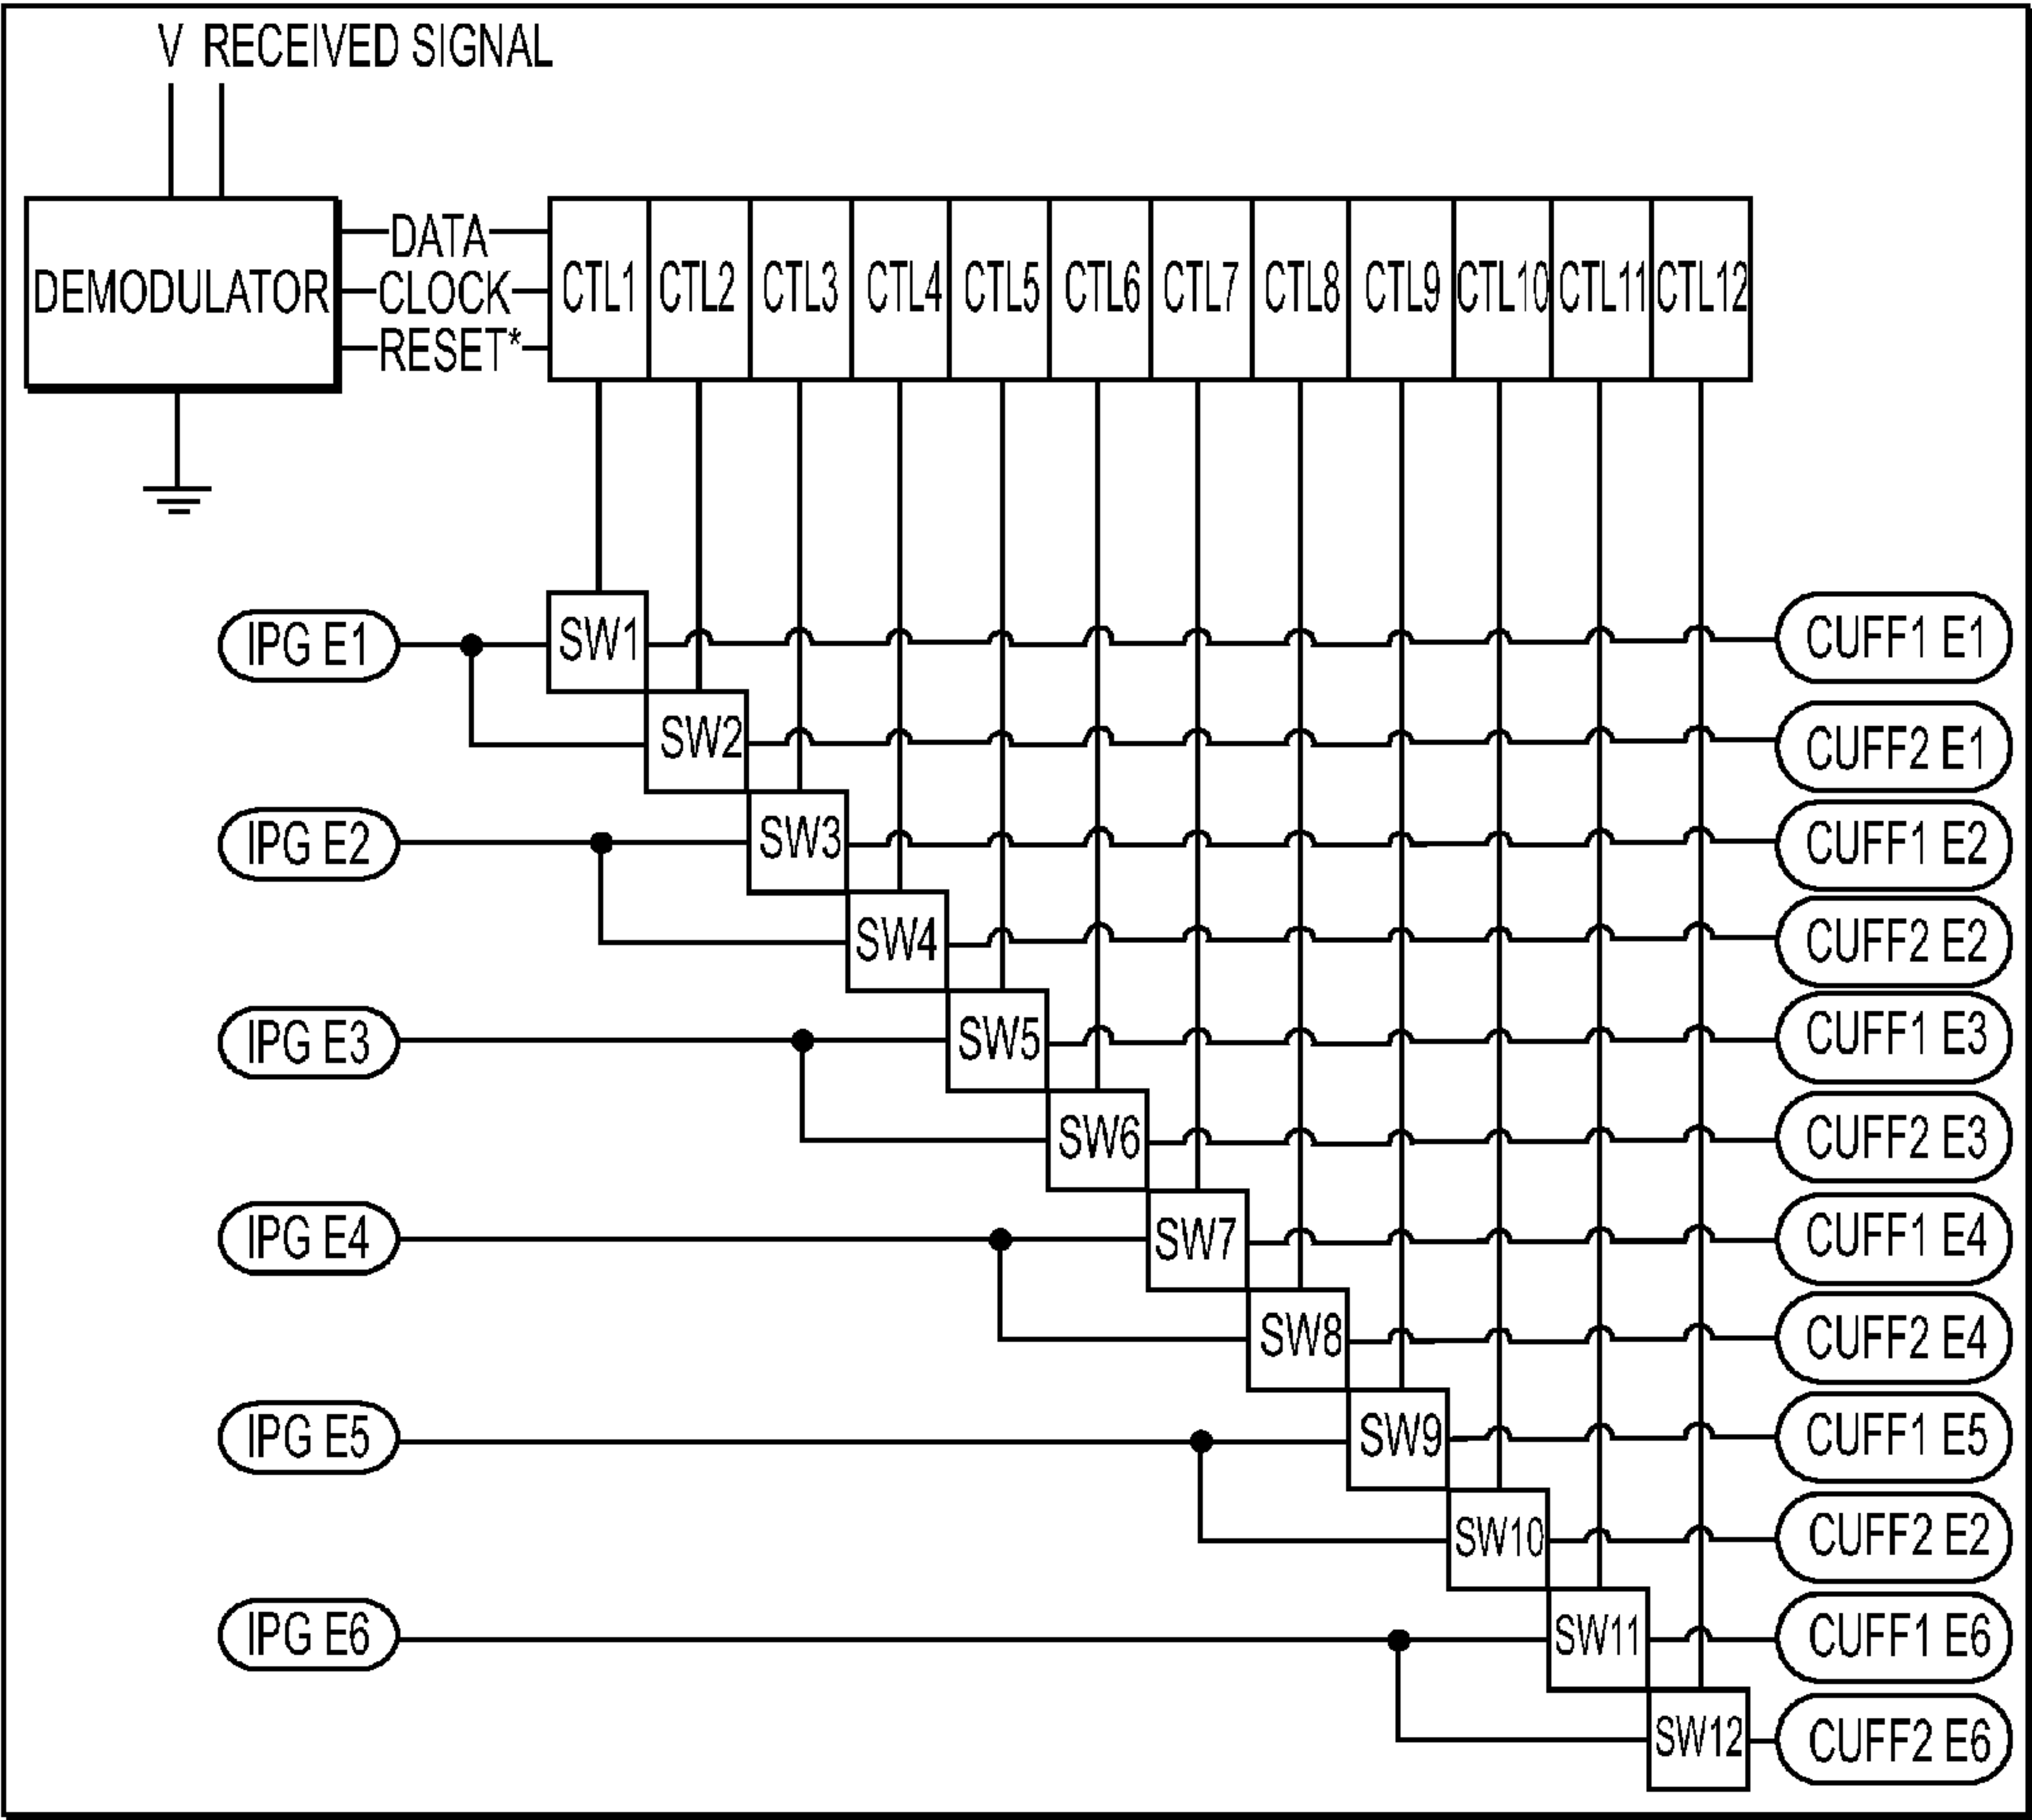 V RECEIVED SIGNAL
DEMODULATOR
DATA
CLOCK
RESET*
CTL1 CTL2 CTL3 CTL4 CTL5 CTL6 CTL7 CTL8 CTL9 CTL10 CTL11 CTL12
IPG E1 SW1 CUFF1 E1
SW2 CUFF2 E1
IPG E2 SW3 CUFF1 E2
SW4 CUFF2 E2
IPG E3 SW5 CUFF1 E3
SW6 CUFF2 E3
IPG E4 SW7 CUFF1 E4
SW8 CUFF2 E4
IPG E5 SW9 CUFF1 E5
SW10 CUFF2 E2
IPG E6 SW11 CUFF1 E6
SW12 CUFF2 E6